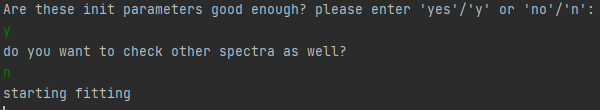 Are these init parameters good enough? please enter 'yes'/'y' or 'no'/'n':
y
do you want to check other spectra as well?
n
starting fitting